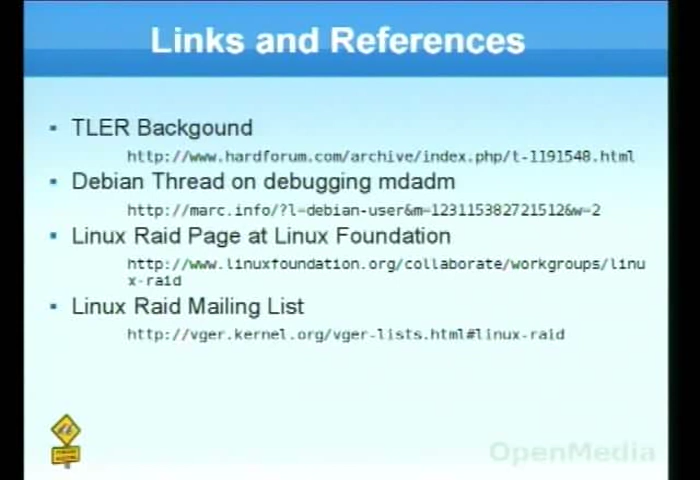 Links and References
TLER Backgound
http://www.hardforum.com/archive/index.php/t-1191548.html
Debian Thread on debugging mdadm
http://marc.info/?l=debian-user&m=123115382721512&w=2
Linux Raid Page at Linux Foundation
http://www.linuxfoundation.org/collaborate/workgroups/linu
x-raid
Linux Raid Mailing List
http://vger.kernel.org/vger-lists.html#linux-raid
OpenMedia